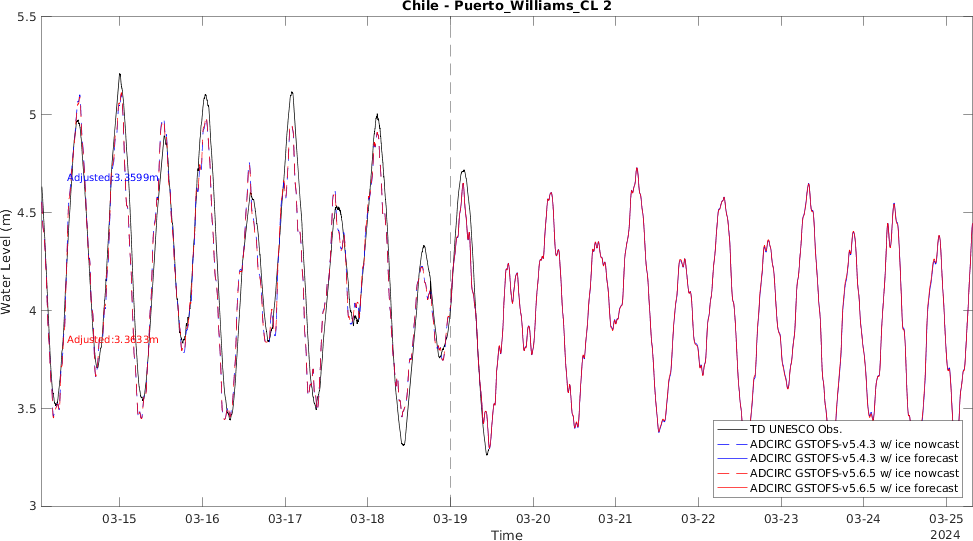 Chile - Puerto_Williams_CL 2
5.5
5
4.5
4
3.5
3
Water Level (m)
Adjusted:3.3599m
Adjusted:3.3633m
TD UNESCO Obs.
ADCIRC GSTOFS-v5.4.3 w/ ice nowcast
ADCIRC GSTOFS-v5.4.3 w/ ice forecast
ADCIRC GSTOFS-v5.6.5 w/ ice nowcast
ADCIRC GSTOFS-v5.6.5 w/ ice forecast
03-15 03-16 03-17 03-18 03-19 03-20 03-21 03-22 03-23 03-24 03-25
2024
Time